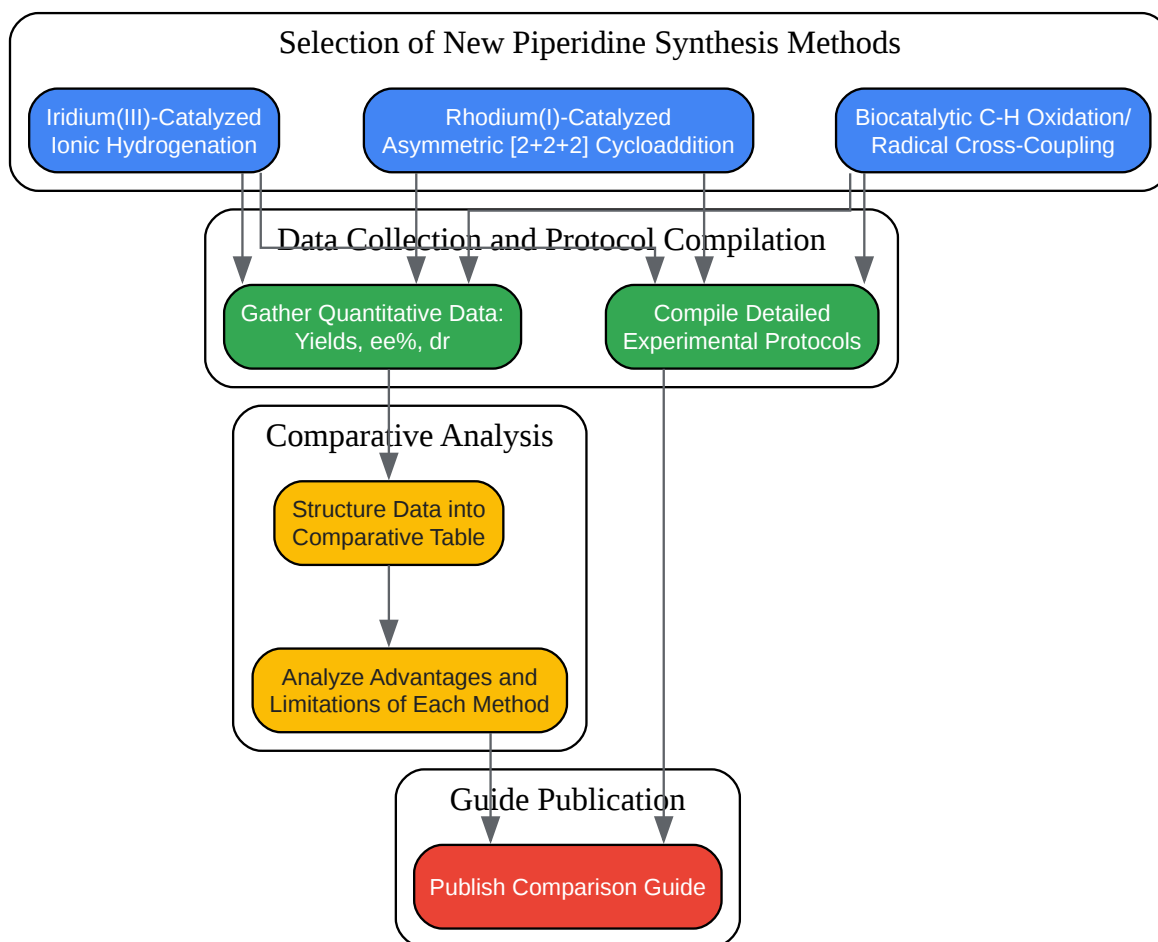 Selection of New Piperidine Synthesis Methods
Iridium(III)-Catalyzed
Ionic Hydrogenation
Rhodium(I)-Catalyzed
Asymmetric [2+2+2] Cycloaddition
Biocatalytic C-H Oxidation/
Radical Cross-Coupling
Data Collection and Protocol Compilation
Gather Quantitative Data:
Yields, ee%, dr
Compile Detailed
Experimental Protocols
Comparative Analysis
Structure Data into
Comparative Table
Analyze Advantages and
Limitations of Each Method
Guide Publication
Publish Comparison Guide